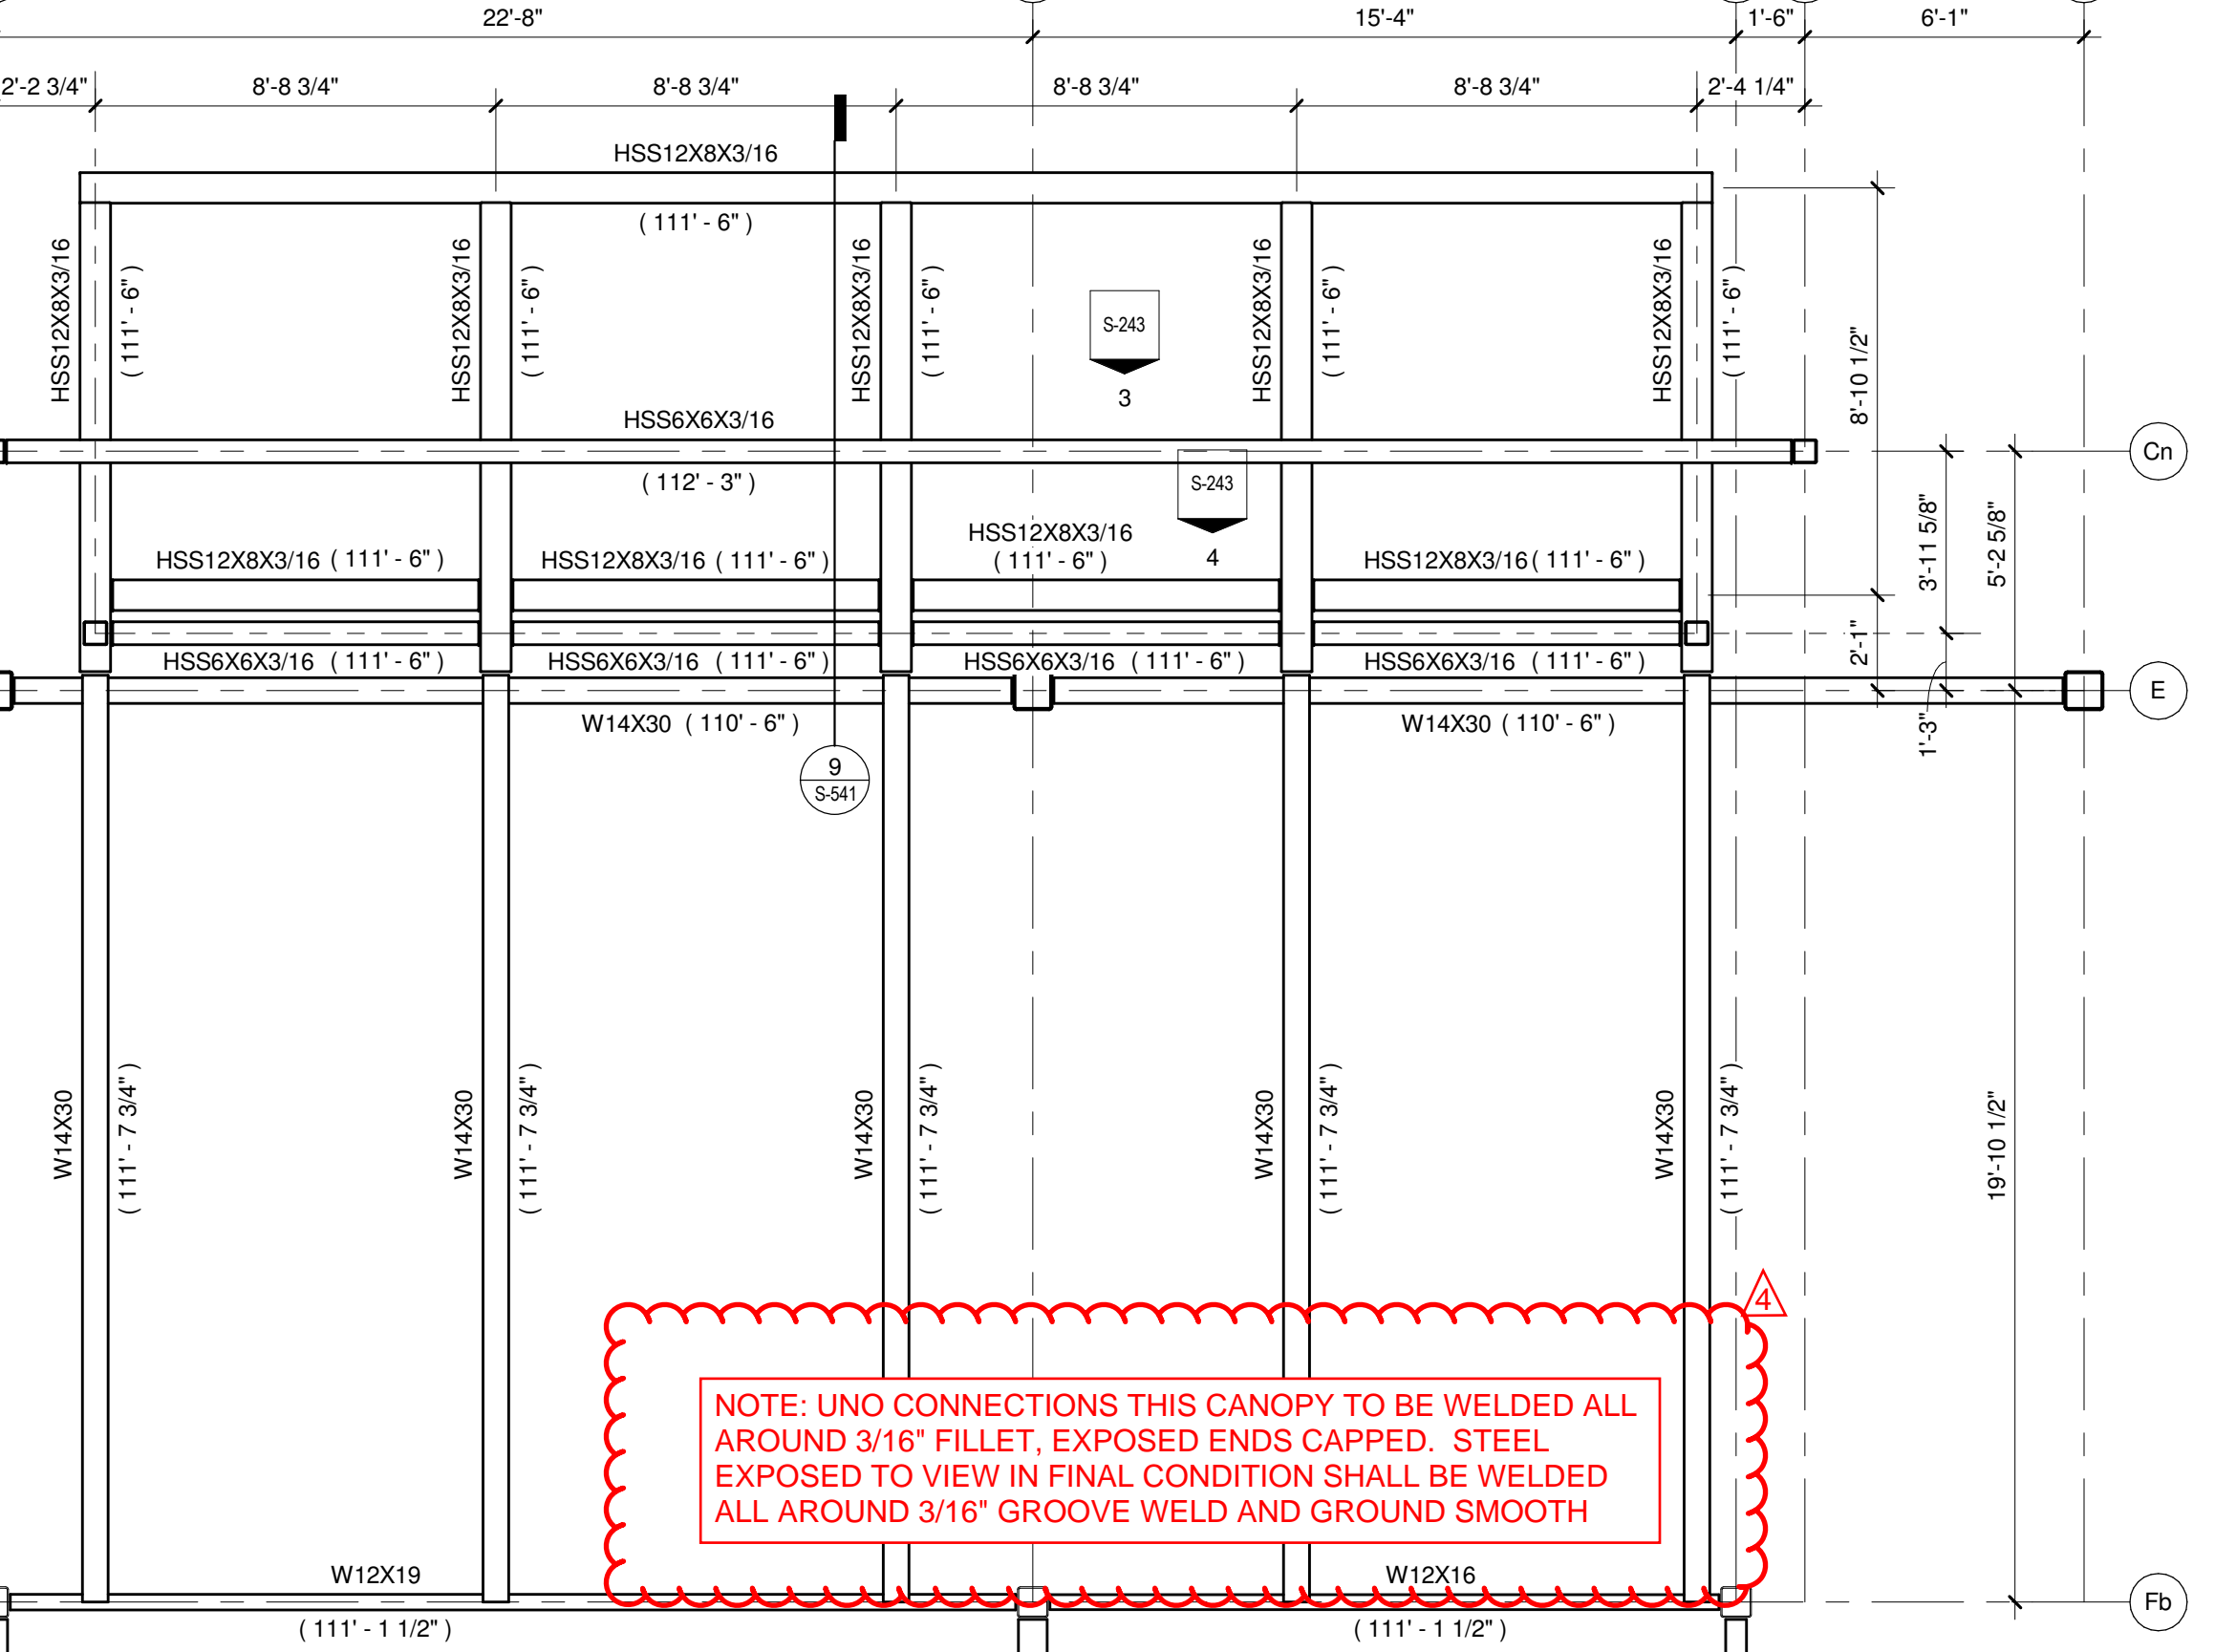 22'-8"
15'-4"
1'-6"
6'-1"
2'-2 3/4"
8'-8 3/4"
8'-8 3/4"
8'-8 3/4"
8'-8 3/4"
2'-4 1/4"
HSS12X8X3/16
( 111' - 6" )
HSS12X8X3/16
( 111' - 6" )
HSS12X8X3/16
( 111' - 6" )
HSS12X8X3/16
( 111' - 6" )
HSS12X8X3/16
( 111' - 6" )
HSS12X8X3/16
( 111' - 6" )
S-243
3
8'-10 1/2"
HSS6X6X3/16
( 112' - 3" )
Cn
S-243
4
3'-11 5/8"
5'-2 5/8"
HSS12X8X3/16 ( 111' - 6" )
HSS12X8X3/16 ( 111' - 6" )
HSS12X8X3/16
( 111' - 6" )
HSS12X8X3/16 ( 111' - 6" )
2'-1"
HSS6X6X3/16 ( 111' - 6" )
HSS6X6X3/16 ( 111' - 6" )
HSS6X6X3/16 ( 111' - 6" )
HSS6X6X3/16 ( 111' - 6" )
E
W14X30 ( 110' - 6" )
W14X30 ( 110' - 6" )
1'-3"
9
S-541
W14X30
( 111' - 7 3/4" )
W14X30
( 111' - 7 3/4" )
W14X30
( 111' - 7 3/4" )
W14X30
( 111' - 7 3/4" )
W14X30
( 111' - 7 3/4" )
19'-10 1/2"
4
NOTE: UNO CONNECTIONS THIS CANOPY TO BE WELDED ALL
AROUND 3/16" FILLET, EXPOSED ENDS CAPPED.  STEEL
EXPOSED TO VIEW IN FINAL CONDITION SHALL BE WELDED
ALL AROUND 3/16" GROOVE WELD AND GROUND SMOOTH
W12X19
( 111' - 1 1/2" )
W12X16
( 111' - 1 1/2" )
Fb